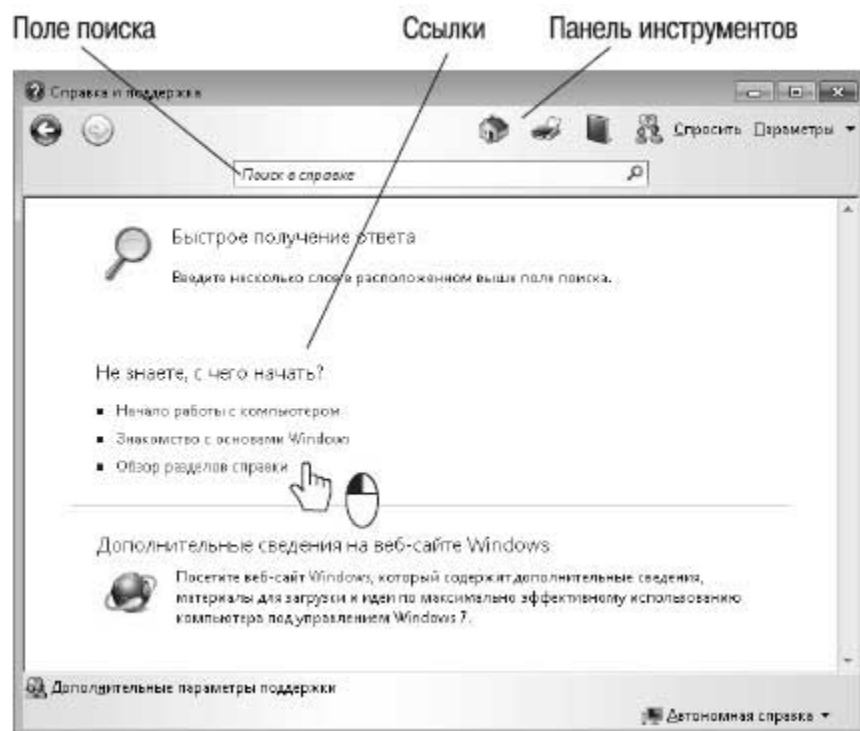 Поле поиска Ссылки Панель инструментов
Справка и поддержка
Спросить Параметры
Поиск в справке
Быстрое получение ответа
Введите несколько слов в расположенном выше поле поиска.
Не знаете, с чего начать?
Начало работы с компьютером
Знакомство с основами Windows
Обзор разделов справки
Дополнительные сведения на веб-сайте Windows
Посетите веб-сайт Windows, который содержит дополнительные сведения,
материалы для загрузки и идеи по максимально эффективному использованию
компьютера под управлением Windows 7.
Дополнительные параметры поддержки
Автономная справка